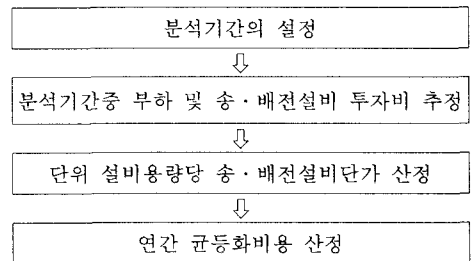 분석기간의 설정
분석기간중 부하 및 송·배전설비 투자비 추정
단위 설비용량당 송·배전설비단가 산정
연간 균등화비용 산정